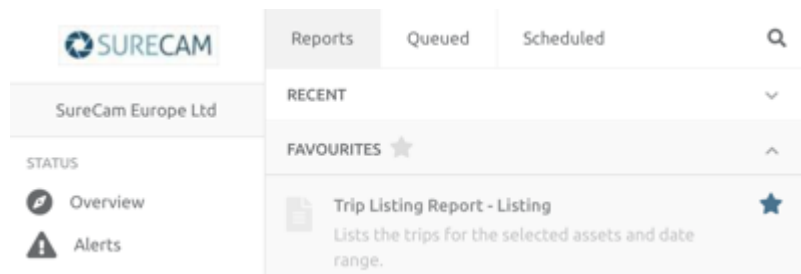 SURECAM
SureCam Europe Ltd
STATUS
Overview
Alerts
Reports Queued Scheduled
RECENT
FAVOURITES
Trip Listing Report - Listing
Lists the trips for the selected assets and date
range.